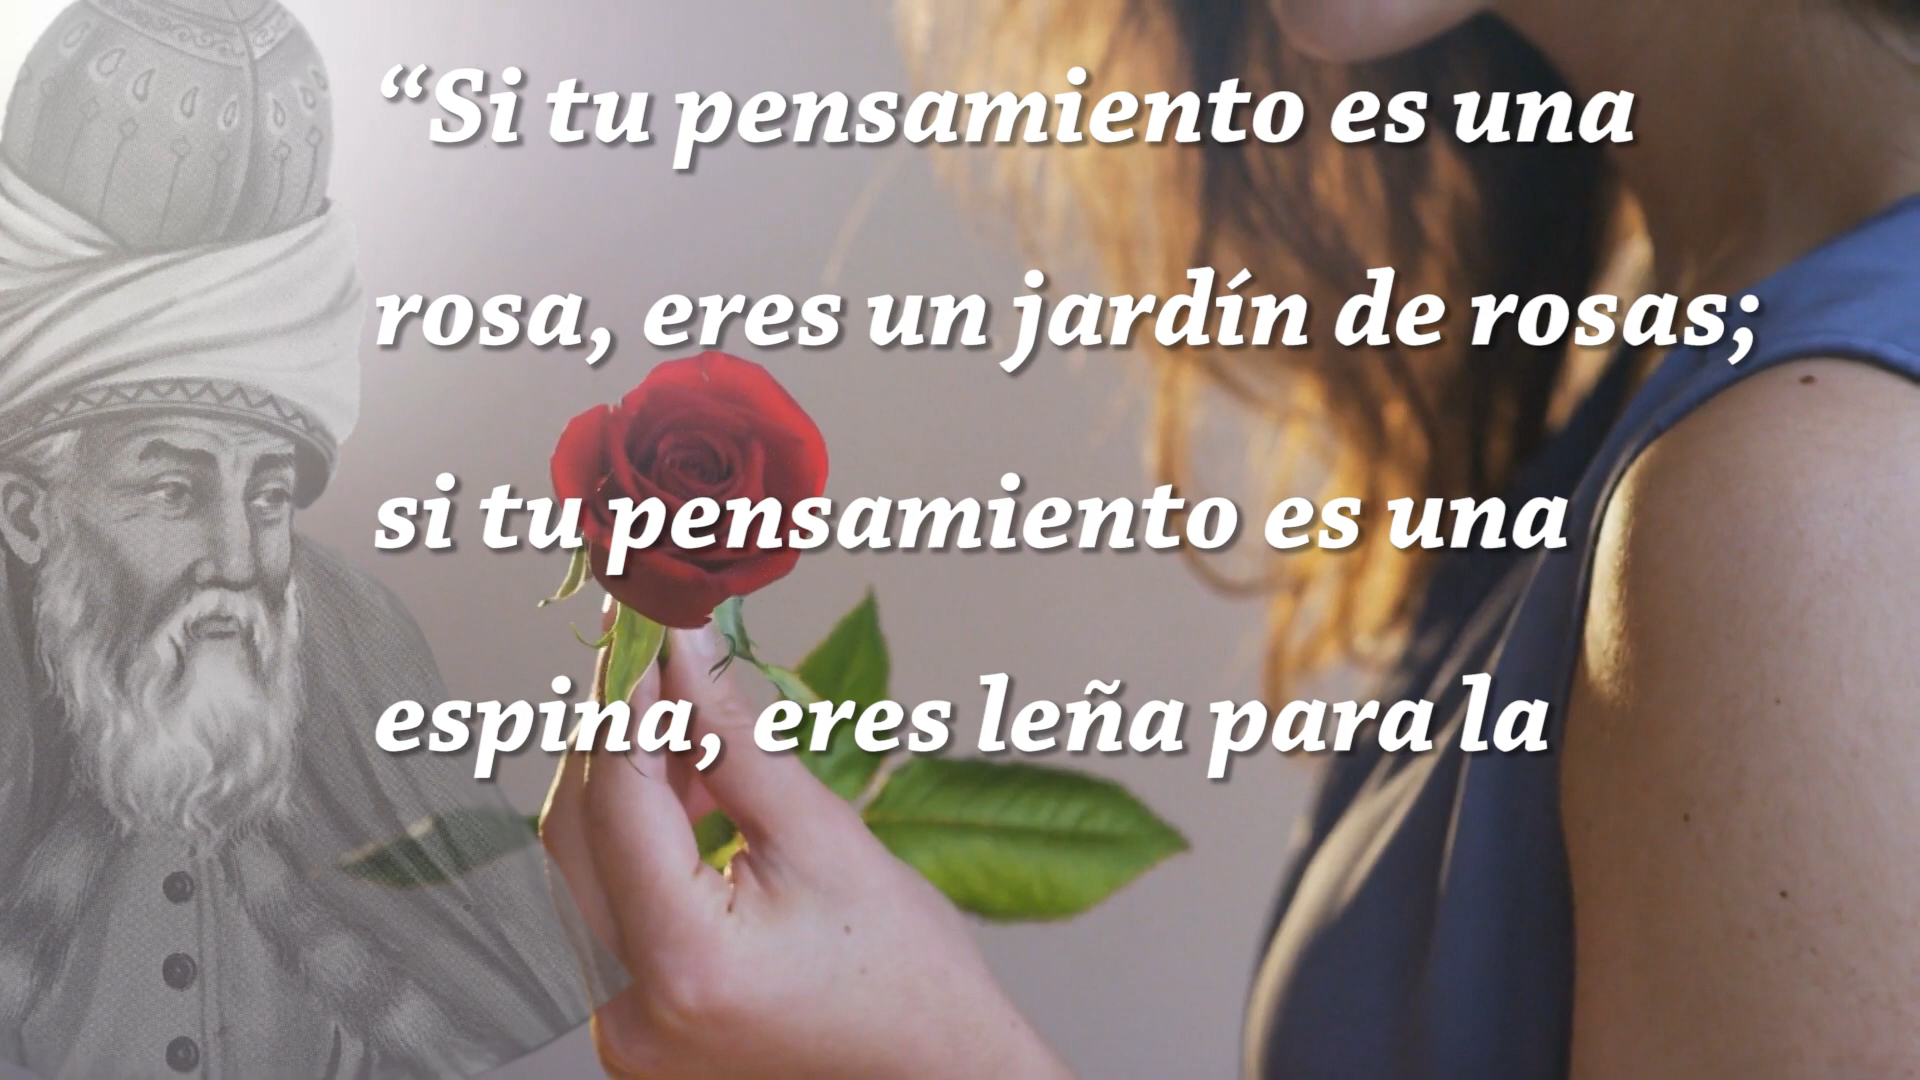 “Si tu pensamiento es una
rosa, eres un jardín de rosas;
si tu pensamiento es una
espina, eres leña para la